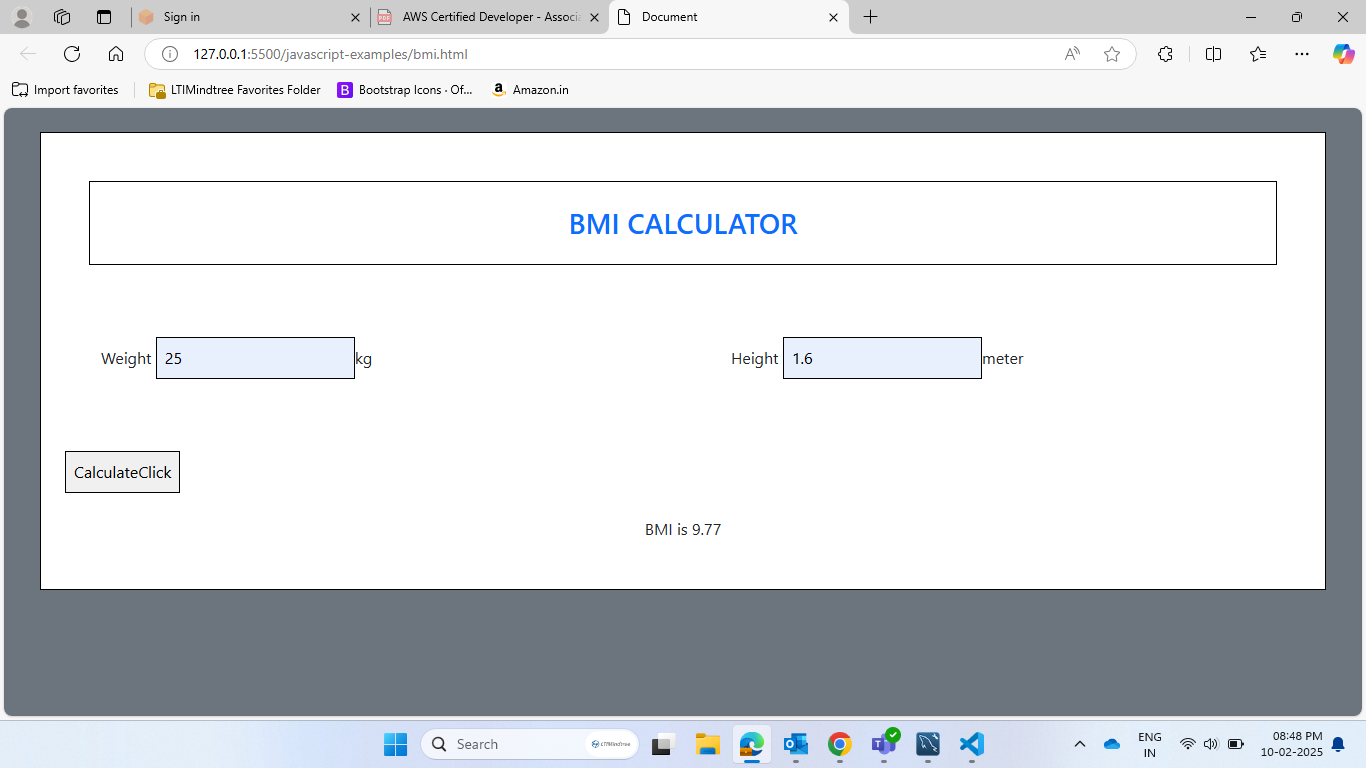 Sign in
AWS Certified Developer - Associa
Document
127.0.0.1:5500/javascript-examples/bmi.html
Import favorites
LTIMindtree Favorites Folder
B
Bootstrap Icons · Of...
a
Amazon.in
BMI CALCULATOR
Weight 25 kg
Height 1.6 meter
CalculateClick
BMI is 9.77
Search
LTIMindtree
ENG
IN
08:48 PM
10-02-2025